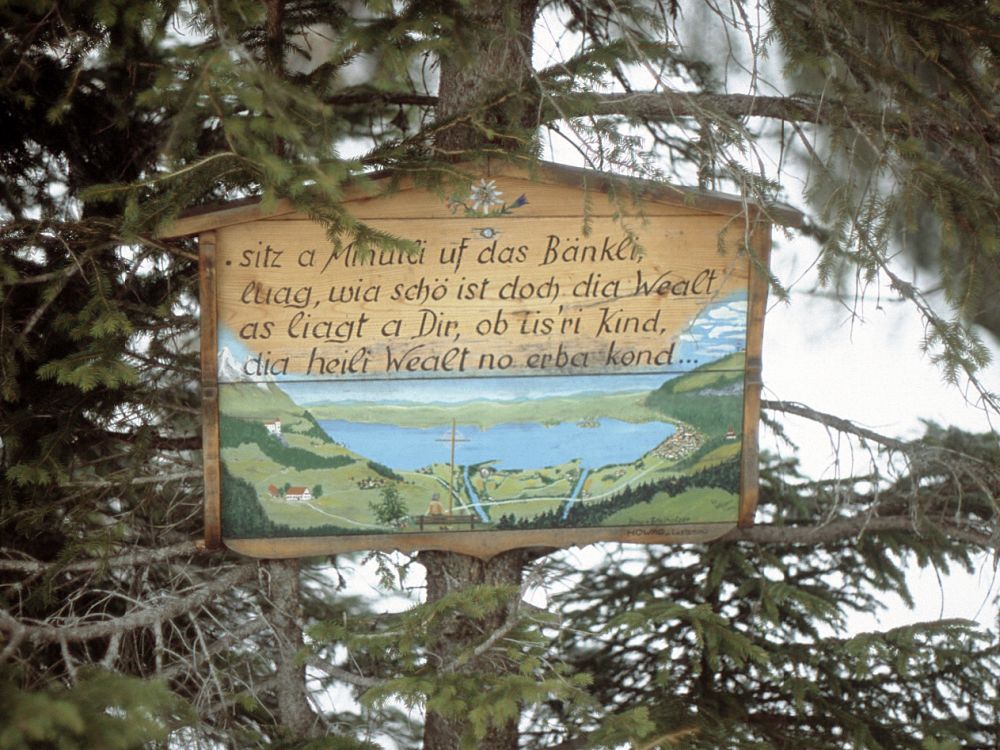 . sitz a Minutli uf das Bänkli,
luag, wia schö ist doch dia Wealt,
as liagt a Dir, ob üs'ri Kind,
dia heili Wealt no erba kond...